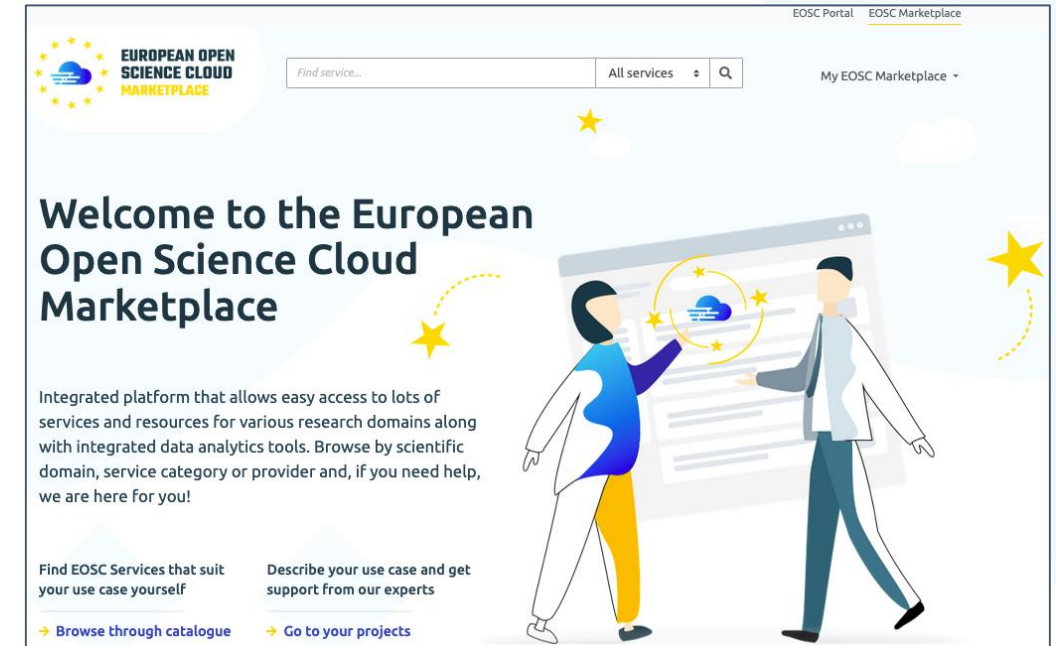 EOSC Portal EOSC Marketplace
EUROPEAN OPEN
SCIENCE CLOUD
MARKETPLACE
Find service...
All services
My EOSC Marketplace
Welcome to the European
Open Science Cloud
Marketplace
Integrated platform that allows easy access to lots of
services and resources for various research domains along
with integrated data analytics tools. Browse by scientific
domain, service category or provider and, if you need help,
we are here for you!
Find EOSC Services that suit
your use case yourself
→ Browse through catalogue
Describe your use case and get
support from our experts
→ Go to your projects